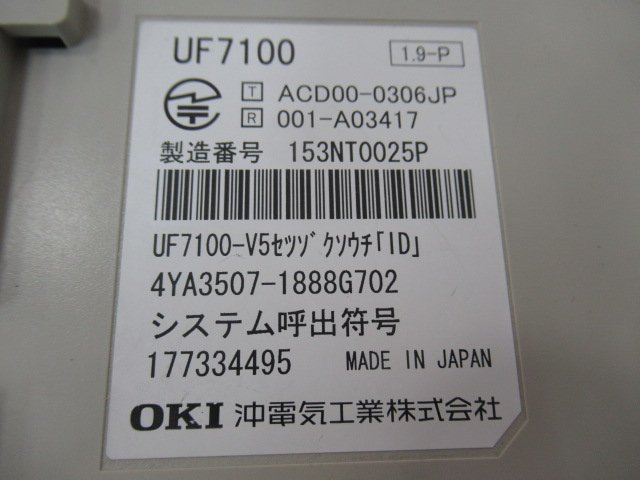 UF7100
1.9-P
T ACD00-0306JP
R 001-A03417
製造番号 153NT0025P
UF7100-V5ｾﾂｿﾞｸｿｳﾁ｢ID｣
4YA3507-1888G702
システム呼出符号
177334495 MADE IN JAPAN
OKI 沖電気工業株式会社